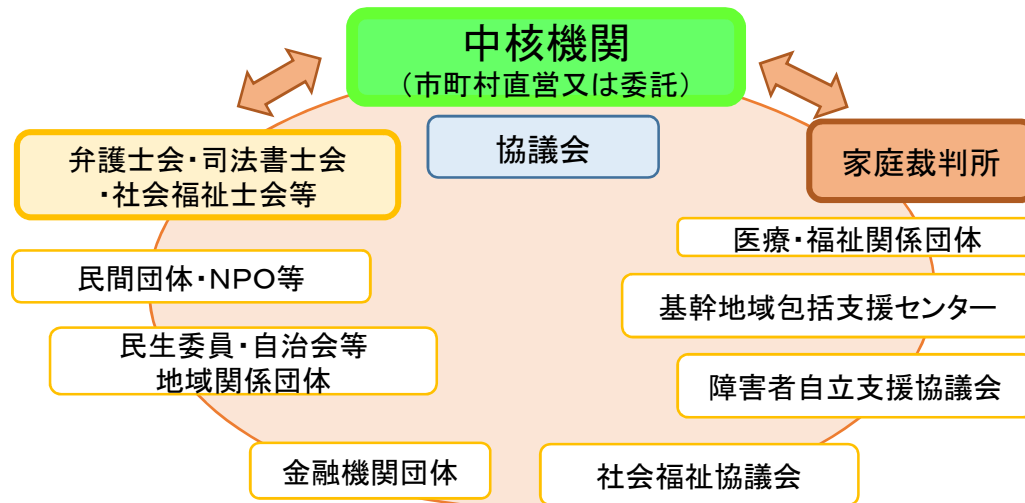 中核機関
（市町村直営又は委託）
協議会
弁護士会・司法書士会
・社会福祉士会等
家庭裁判所
民間団体・NPO等
医療・福祉関係団体
基幹地域包括支援センター
民生委員・自治会等
地域関係団体
障害者自立支援協議会
金融機関団体
社会福祉協議会